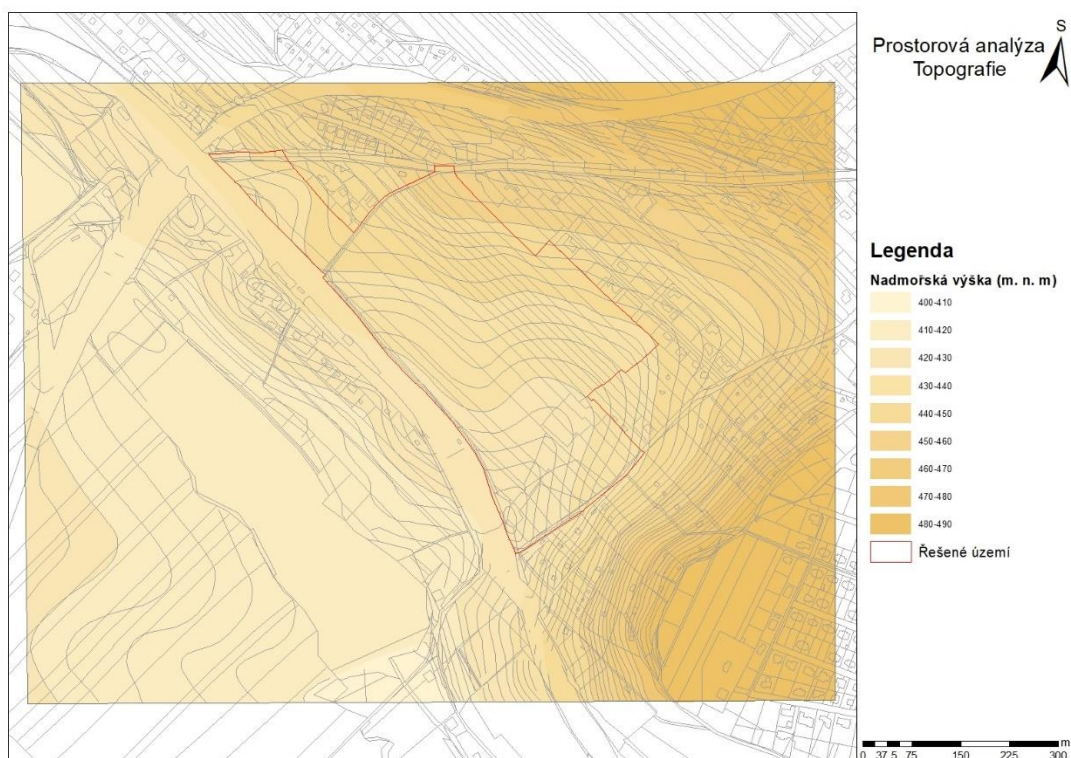 Prostorová analýza
Topografie
S
Legenda
Nadmořská výška (m. n. m)
400-410
410-420
420-430
430-440
440-450
450-460
460-470
470-480
480-490
Řešené území
m
0 37,5 75 150 225 300